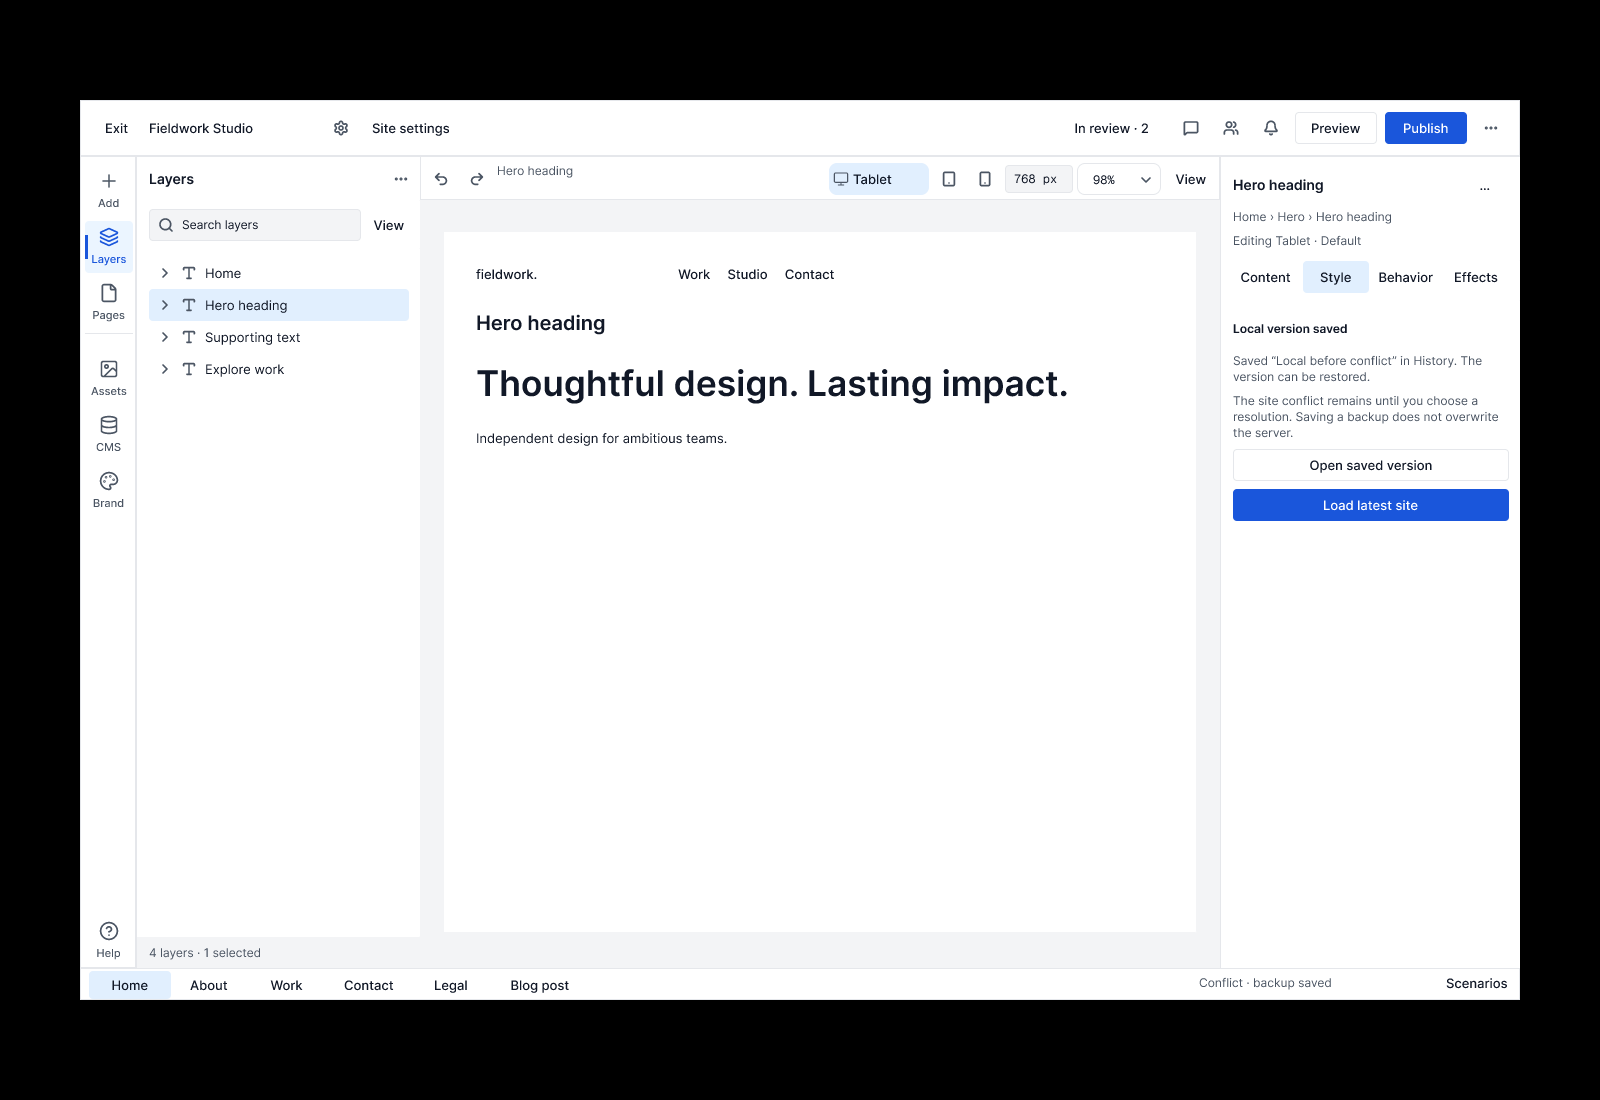 Exit Fieldwork Studio Site settings In review · 2 Preview Publish
Add
Layers
Pages
Assets
CMS
Brand
Help
Layers
Search layers View
Home
Hero heading
Supporting text
Explore work
4 layers · 1 selected
Hero heading Tablet 768 px 98% View
fieldwork. Work Studio Contact
Hero heading
Thoughtful design. Lasting impact.
Independent design for ambitious teams.
Hero heading ...
Home › Hero › Hero heading
Editing Tablet · Default
Content Style Behavior Effects
Local version saved
Saved “Local before conflict” in History. The
version can be restored.
The site conflict remains until you choose a
resolution. Saving a backup does not overwrite
the server.
Open saved version
Load latest site
Home About Work Contact Legal Blog post Conflict · backup saved Scenarios